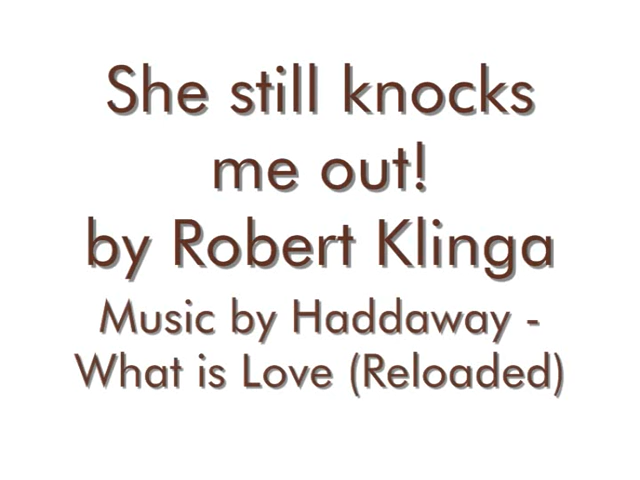 She still knocks
me out!
by Robert Klinga
Music by Haddaway -
What is Love (Reloaded)